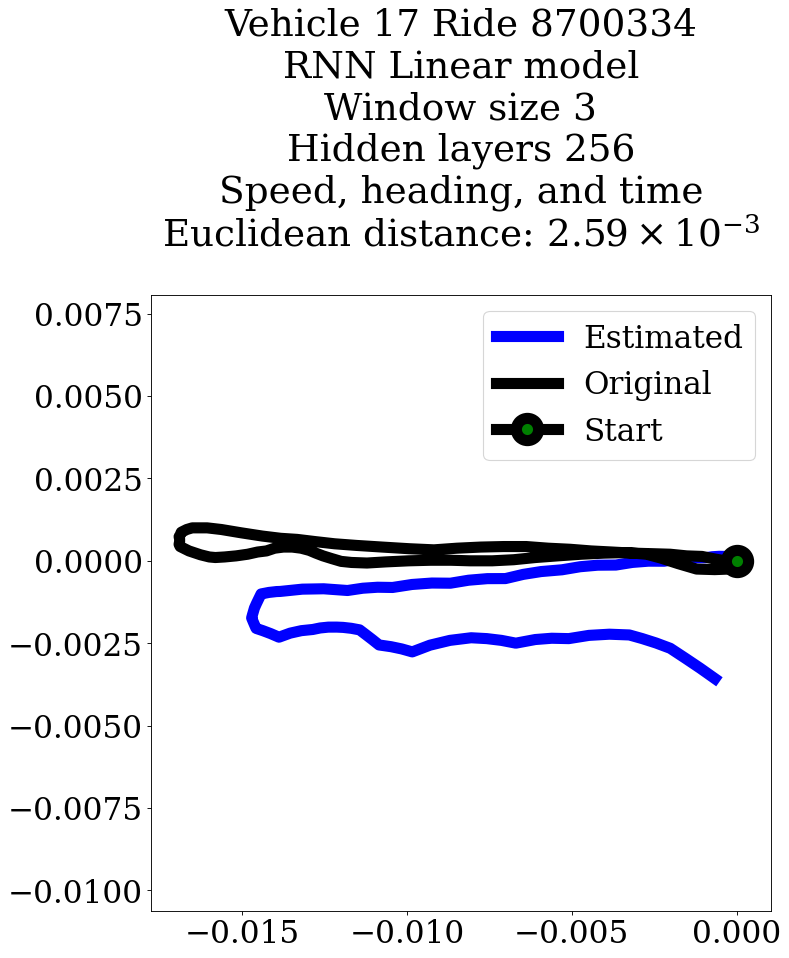 Vehicle 17 Ride 8700334
RNN Linear model
Window size 3
Hidden layers 256
Speed, heading, and time
Euclidean distance: 2.59 × 10⁻³
0.0075
0.0050
0.0025
0.0000
−0.0025
−0.0050
−0.0075
−0.0100
Estimated
Original
Start
−0.015
−0.010
−0.005
0.000